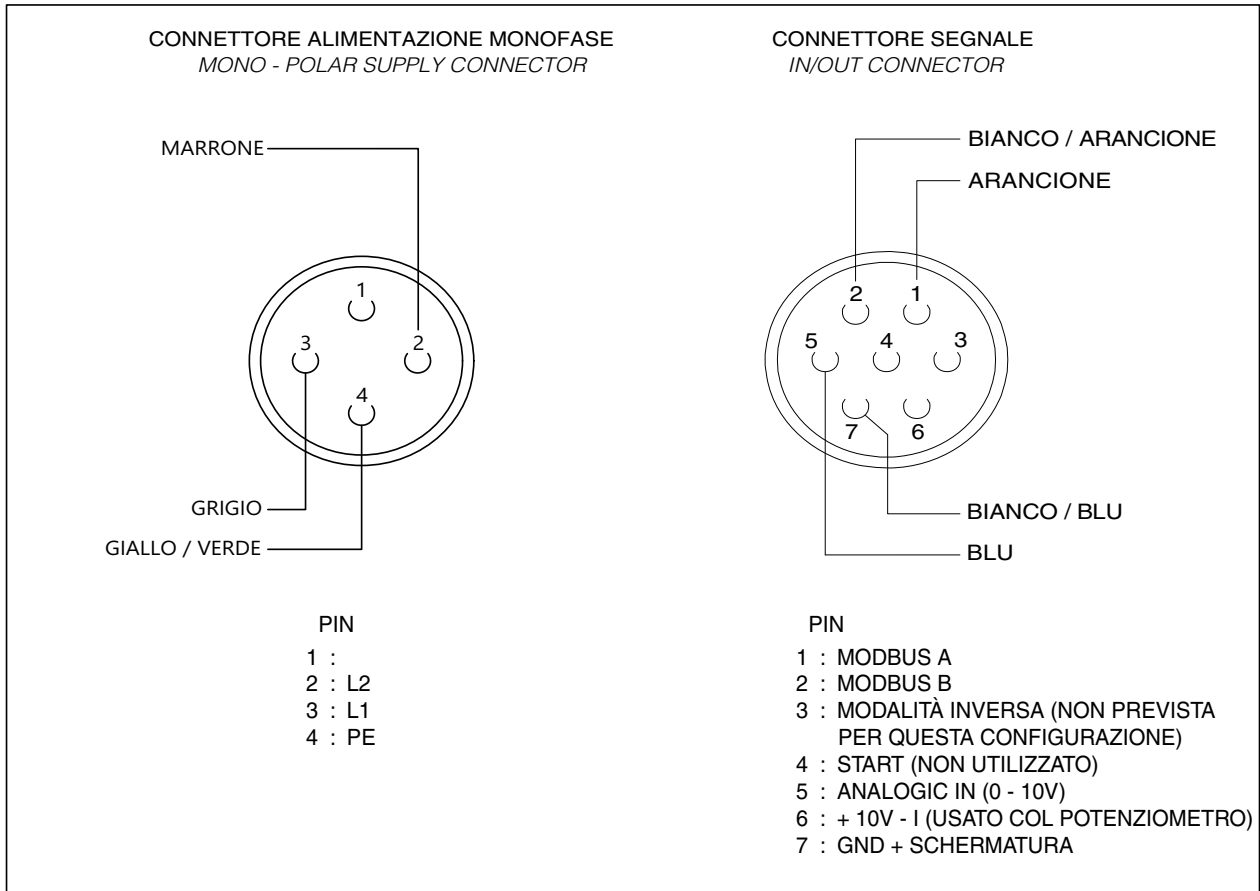 CONNETTORE ALIMENTAZIONE MONOFASE
MONO - POLAR SUPPLY CONNECTOR
MARRONE
1
3
2
4
GRIGIO
GIALLO / VERDE
PIN
1 :
2 : L2
3 : L1
4 : PE
CONNETTORE SEGNALE
IN/OUT CONNECTOR
BIANCO / ARANCIONE
ARANCIONE
2 1
5 4 3
7 6
BIANCO / BLU
BLU
PIN
1 : MODBUS A
2 : MODBUS B
3 : MODALITÀ INVERSA (NON PREVISTA
PER QUESTA CONFIGURAZIONE)
4 : START (NON UTILIZZATO)
5 : ANALOGIC IN (0 - 10V)
6 : + 10V - I (USATO COL POTENZIOMETRO)
7 : GND + SCHERMATURA